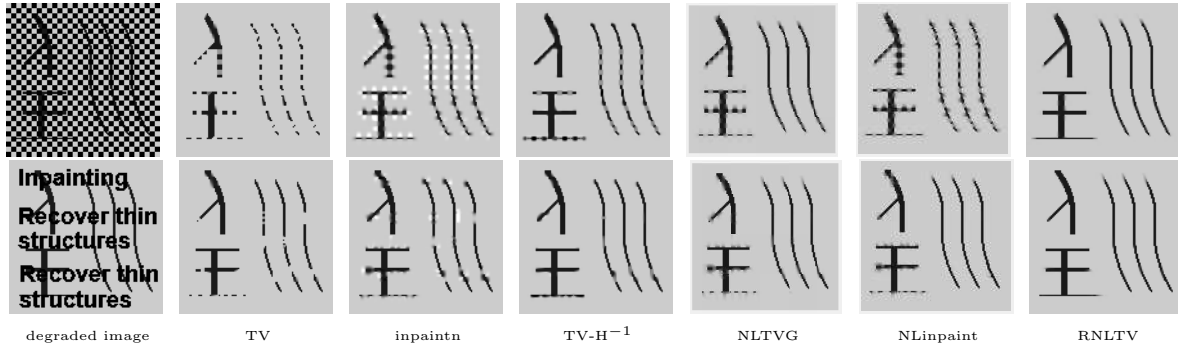 Inpainting
Recover thin
structures
Recover thin
structures
degraded image TV inpaintn TV-H⁻¹ NLTVG NLinpaint RNLTV